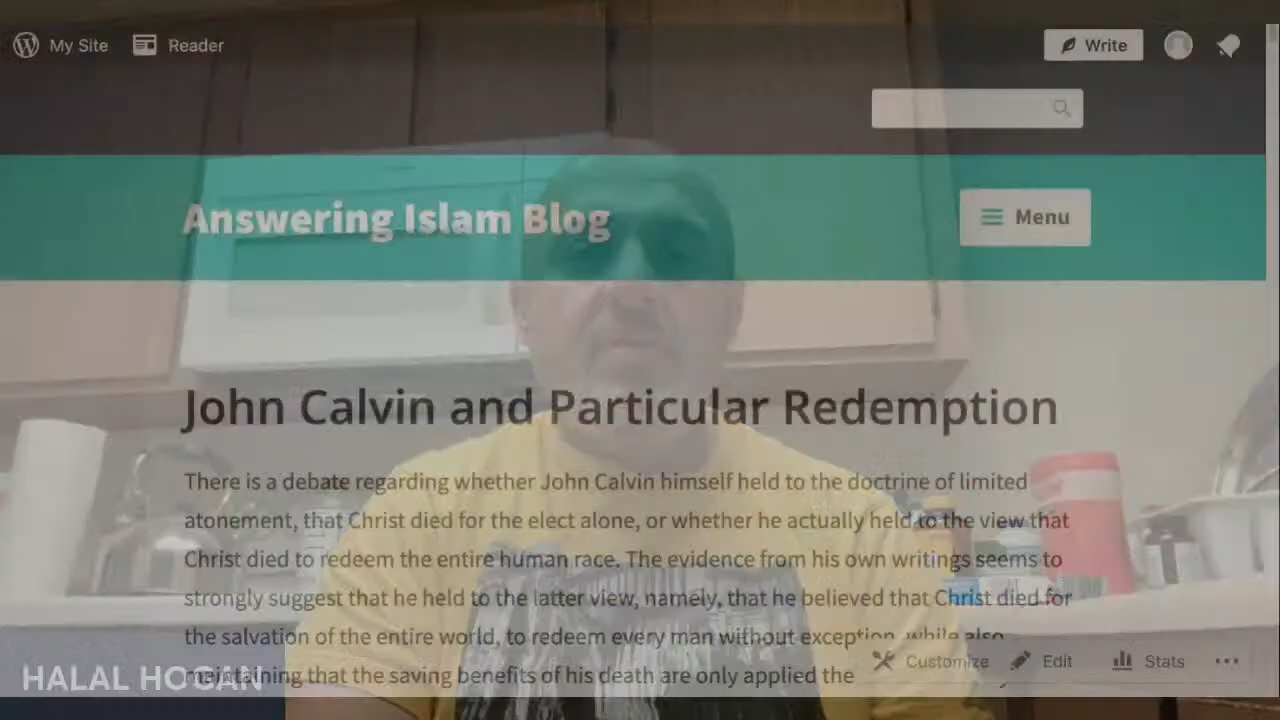 My Site
Reader
Write
Answering Islam Blog
Menu
John Calvin and Particular Redemption
There is a debate regarding whether John Calvin himself held to the doctrine of limited
atonement, that Christ died for the elect alone, or whether he actually held to the view that
Christ died to redeem the entire human race. The evidence from his own writings seems to
strongly suggest that he held to the latter view, namely, that he believed that Christ died for
the salvation of the entire world, to redeem every man without exception, while also
maintaining that the saving benefits of his death are only applied the
Customize
Edit
Stats
HALAL HOGAN